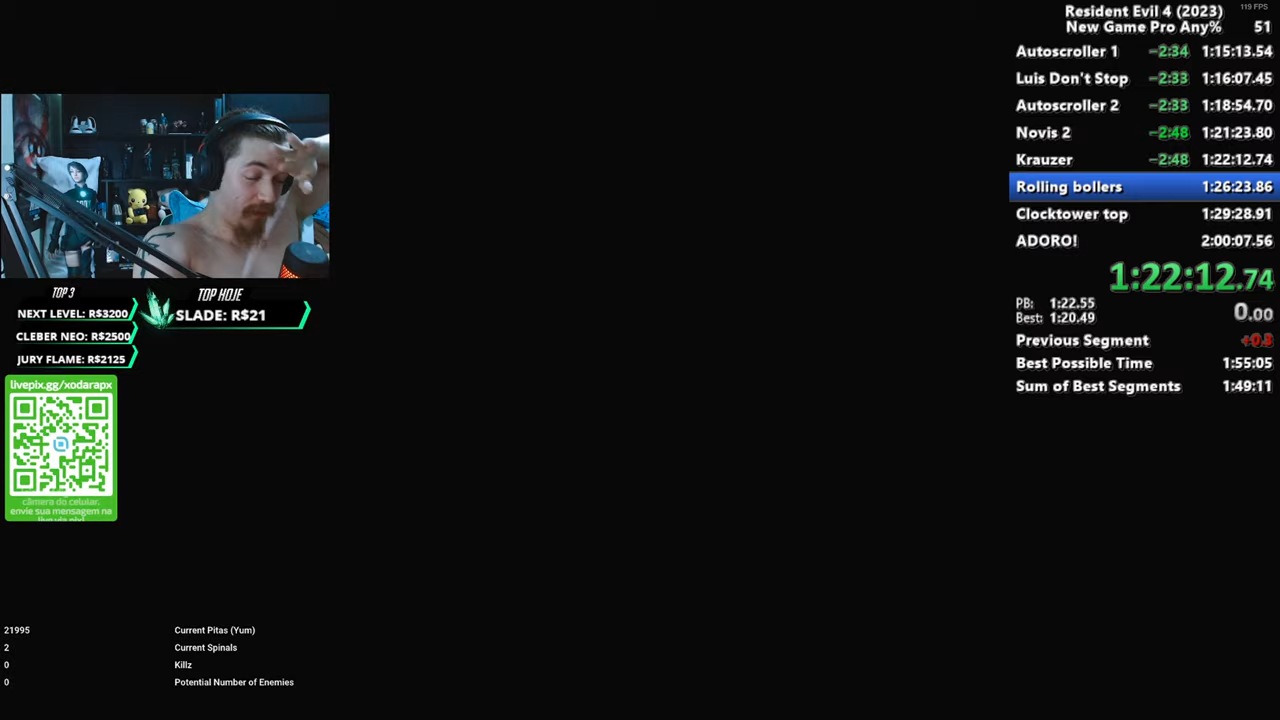 119 FPS
Resident Evil 4 (2023)
New Game Pro Any% 51
Autoscroller 1 −2:34 1:15:13.54
Luis Don't Stop −2:33 1:16:07.45
Autoscroller 2 −2:33 1:18:54.70
Novis 2 −2:48 1:21:23.80
Krauzer −2:48 1:22:12.74
Rolling bollers 1:26:23.86
Clocktower top 1:29:28.91
ADORO! 2:00:07.56
1:22:12.74
PB: 1:22.55
Best: 1:20.49
0.00
Previous Segment +0.8
Best Possible Time 1:55:05
Sum of Best Segments 1:49:11
TOP 3
NEXT LEVEL: R$3200
CLEBER NEO: R$2500
JURY FLAME: R$2125
TOP HOJE
SLADE: R$21
livepix.gg/xodarapx
câmera do celular.
envie sua mensagem na
live via pix!
21995 Current Pitas (Yum)
2 Current Spinals
0 Killz
0 Potential Number of Enemies